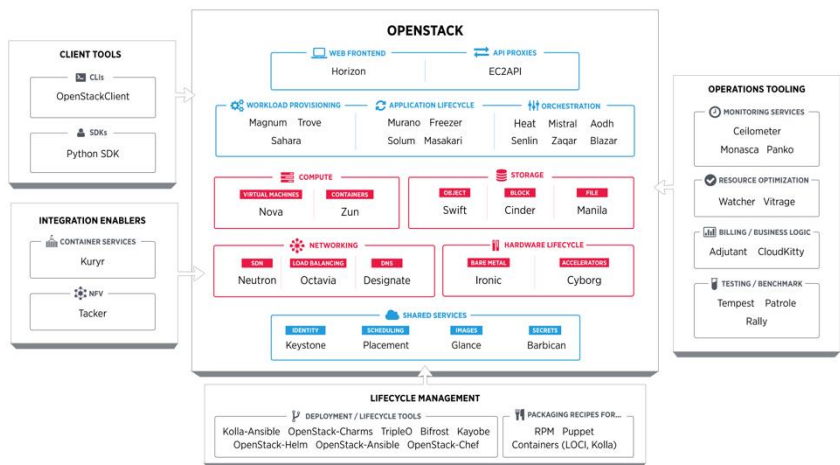 OPENSTACK
WEB FRONTEND
Horizon
API PROXIES
EC2API
WORKLOAD PROVISIONING
Magnum Trove
Sahara
APPLICATION LIFECYCLE
Murano Freezer
Solum Masakari
ORCHESTRATION
Heat Mistral Aodh
Senlin Zaqar Blazar
COMPUTE
VIRTUAL MACHINES
Nova
CONTAINERS
Zun
STORAGE
OBJECT
Swift
BLOCK
Cinder
FILE
Manila
NETWORKING
SDN
Neutron
LOAD BALANCING
Octavia
DNS
Designate
HARDWARE LIFECYCLE
BARE METAL
Ironic
ACCELERATORS
Cyborg
SHARED SERVICES
IDENTITY
Keystone
SCHEDULING
Placement
IMAGES
Glance
SECRETS
Barbican
CLIENT TOOLS
CLIs
OpenStackClient
SDKs
Python SDK
INTEGRATION ENABLERS
CONTAINER SERVICES
Kuryr
NFV
Tacker
OPERATIONS TOOLING
MONITORING SERVICES
Ceilometer
Monasca Panko
RESOURCE OPTIMIZATION
Watcher Vitrage
BILLING / BUSINESS LOGIC
Adjutant CloudKitty
TESTING / BENCHMARK
Tempest Patrole
Rally
LIFECYCLE MANAGEMENT
DEPLOYMENT / LIFECYCLE TOOLS
Kolla-Ansible OpenStack-Charms TripleO Bifrost Kayobe
OpenStack-Helm OpenStack-Ansible OpenStack-Chef
PACKAGING RECIPES FOR...
RPM Puppet
Containers (LOCI, Kolla)